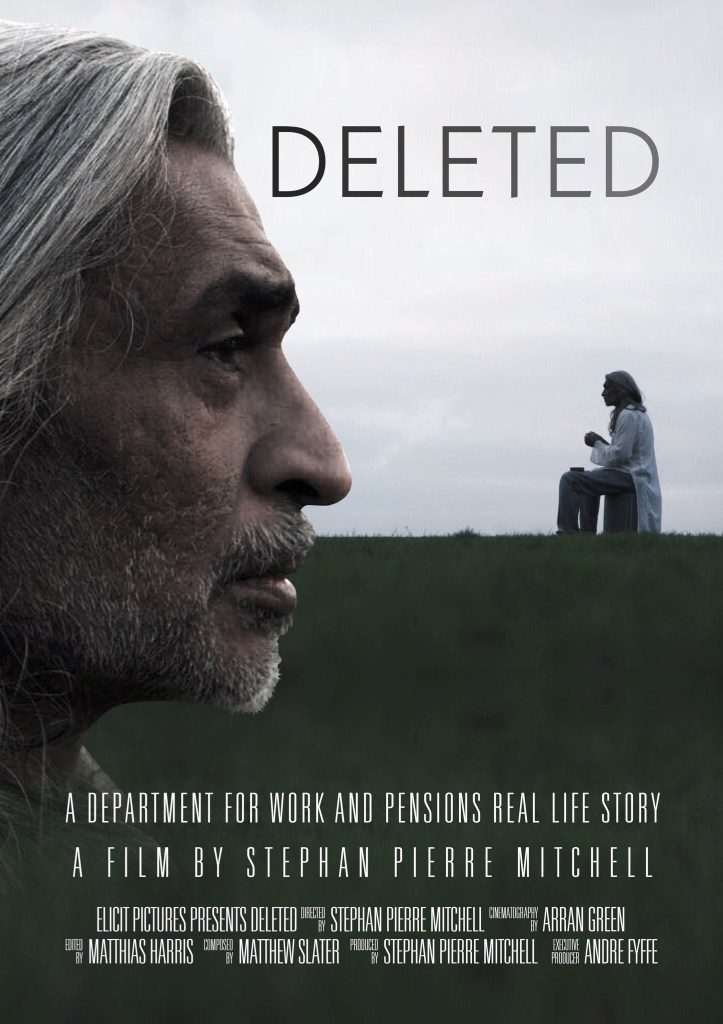 DELETED
A DEPARTMENT FOR WORK AND PENSIONS REAL LIFE STORY
A FILM BY STEPHAN PIERRE MITCHELL
ELICIT PICTURES PRESENTS DELETED DIRECTED BY STEPHAN PIERRE MITCHELL CINEMATOGRAPHY BY ARRAN GREEN
EDITED BY MATTHIAS HARRIS COMPOSED BY MATTHEW SLATER PRODUCED BY STEPHAN PIERRE MITCHELL EXECUTIVE PRODUCER ANDRE FYFFE